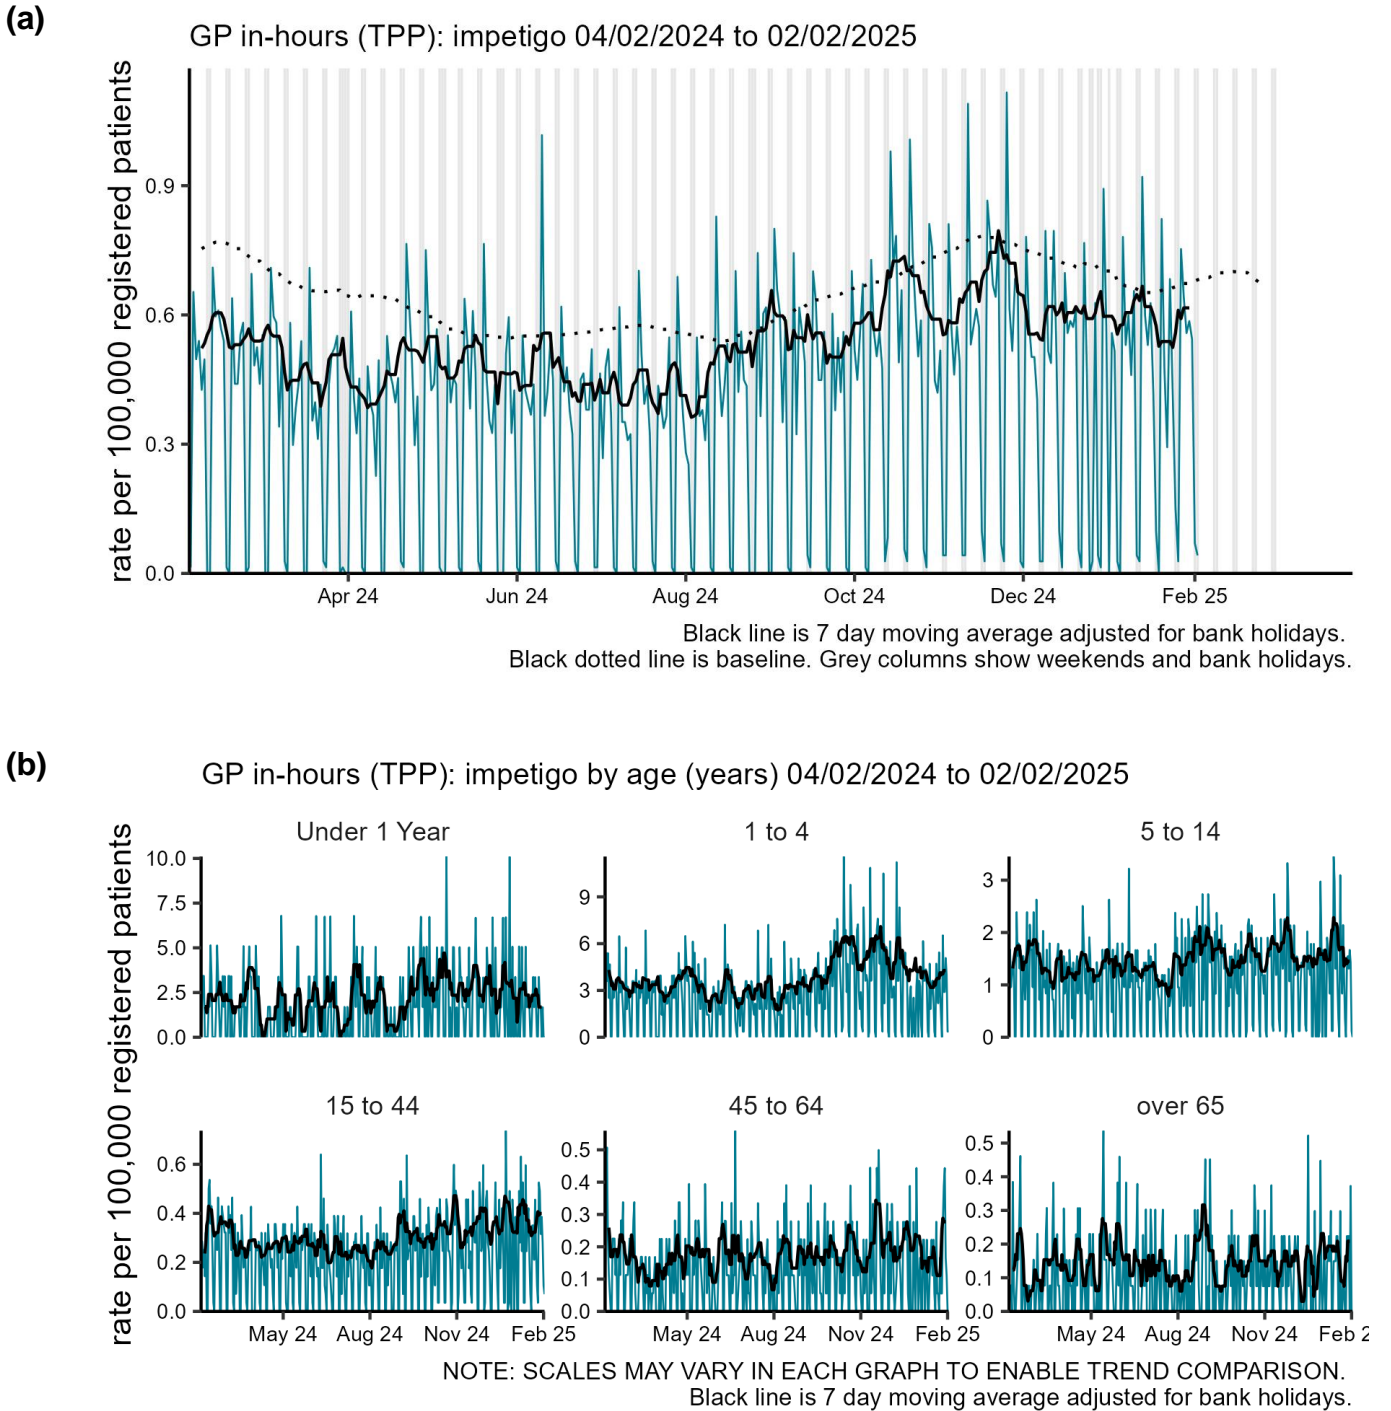 (a)
GP in-hours (TPP): impetigo 04/02/2024 to 02/02/2025
rate per 100,000 registered patients
0.9
0.6
0.3
0.0
Apr 24 Jun 24 Aug 24 Oct 24 Dec 24 Feb 25
Black line is 7 day moving average adjusted for bank holidays.
Black dotted line is baseline. Grey columns show weekends and bank holidays.
(b)
GP in-hours (TPP): impetigo by age (years) 04/02/2024 to 02/02/2025
rate per 100,000 registered patients
Under 1 Year
10.0
7.5
5.0
2.5
0.0
1 to 4
9
6
3
0
5 to 14
3
2
1
0
15 to 44
0.6
0.4
0.2
0.0
May 24 Aug 24 Nov 24 Feb 25
45 to 64
0.5
0.4
0.3
0.2
0.1
0.0
May 24 Aug 24 Nov 24 Feb 25
over 65
0.5
0.4
0.3
0.2
0.1
0.0
May 24 Aug 24 Nov 24 Feb 2
NOTE: SCALES MAY VARY IN EACH GRAPH TO ENABLE TREND COMPARISON.
Black line is 7 day moving average adjusted for bank holidays.